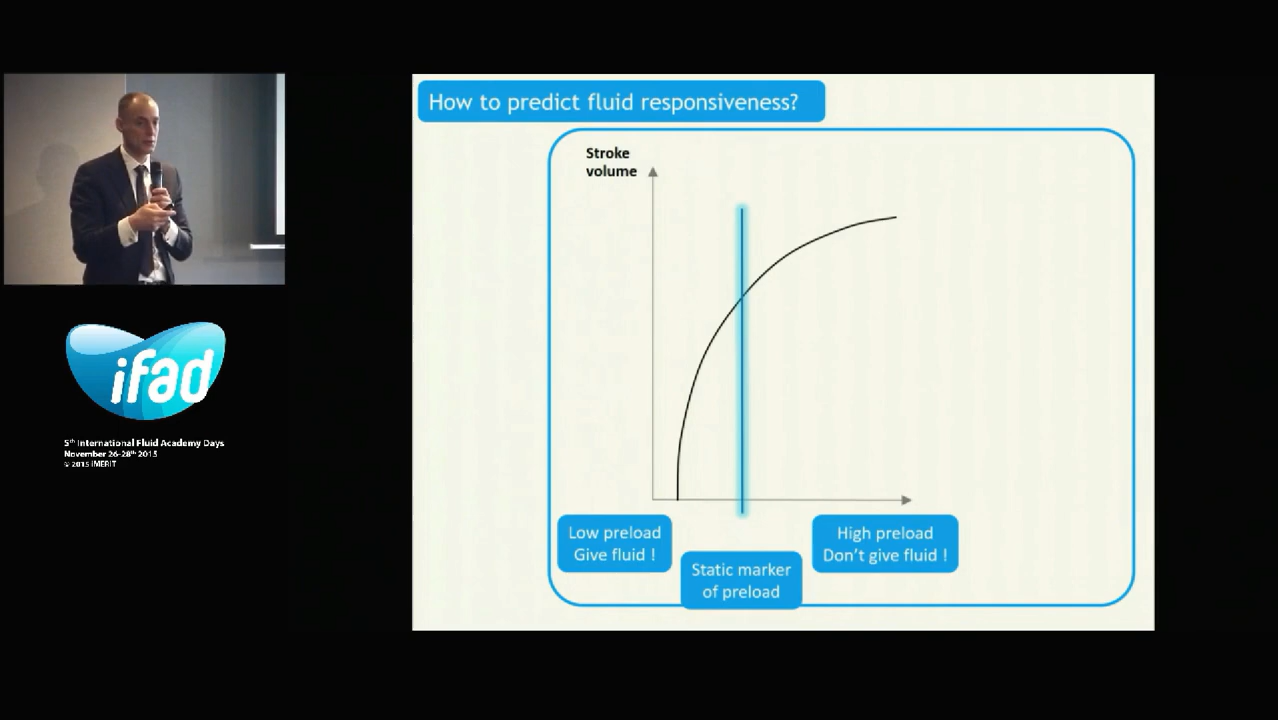 How to predict fluid responsiveness?
Stroke
volume
Low preload
Give fluid !
High preload
Don't give fluid !
Static marker
of preload
ifad
5th International Fluid Academy Days
November 26-28th 2015
© 2015 iMERiT